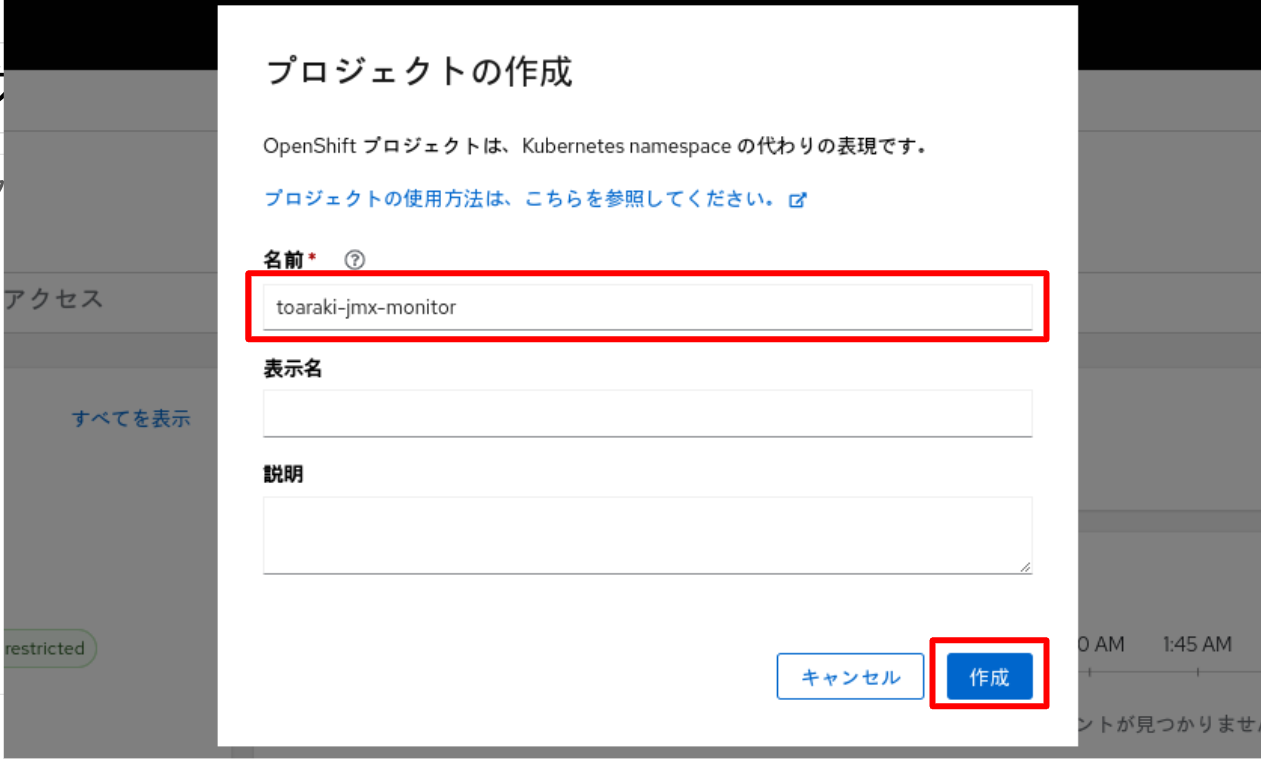 プロジェクトの作成
OpenShift プロジェクトは、Kubernetes namespace の代わりの表現です。
プロジェクトの使用方法は、こちらを参照してください。
名前*
toaraki-jmx-monitor
アクセス
表示名
すべてを表示
説明
restricted
0 AM 1:45 AM
キャンセル 作成
ントが見つかりませ